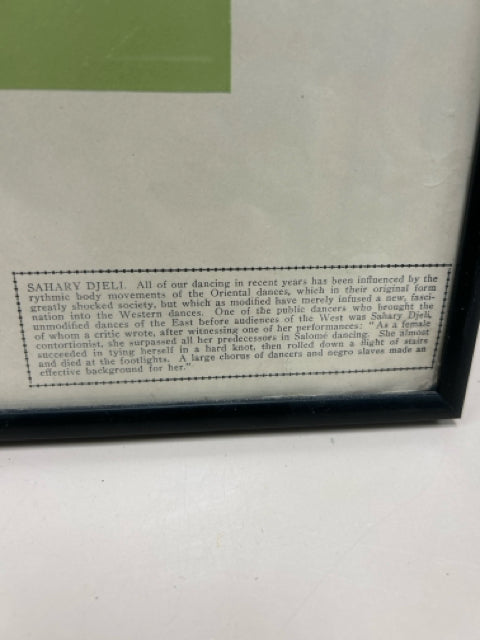 SAHARY DJELI. All of our dancing in recent years has been influenced by the
rythmic body movements of the Oriental dances, which in their original form
greatly shocked society, but which as modified have merely infused a new, fasci-
nation into the Western dances. One of the public dancers who brought the
unmodified dances of the East before audiences of the West was Sahary Djeli,
of whom a critic wrote, after witnessing one of her performances: "As a female
contortionist, she surpassed all her predecessors in Salomé dancing. She almost
succeeded in tying herself in a hard knot, then rolled down a flight of stairs
and died at the footlights. A large chorus of dancers and negro slaves made an
effective background for her."